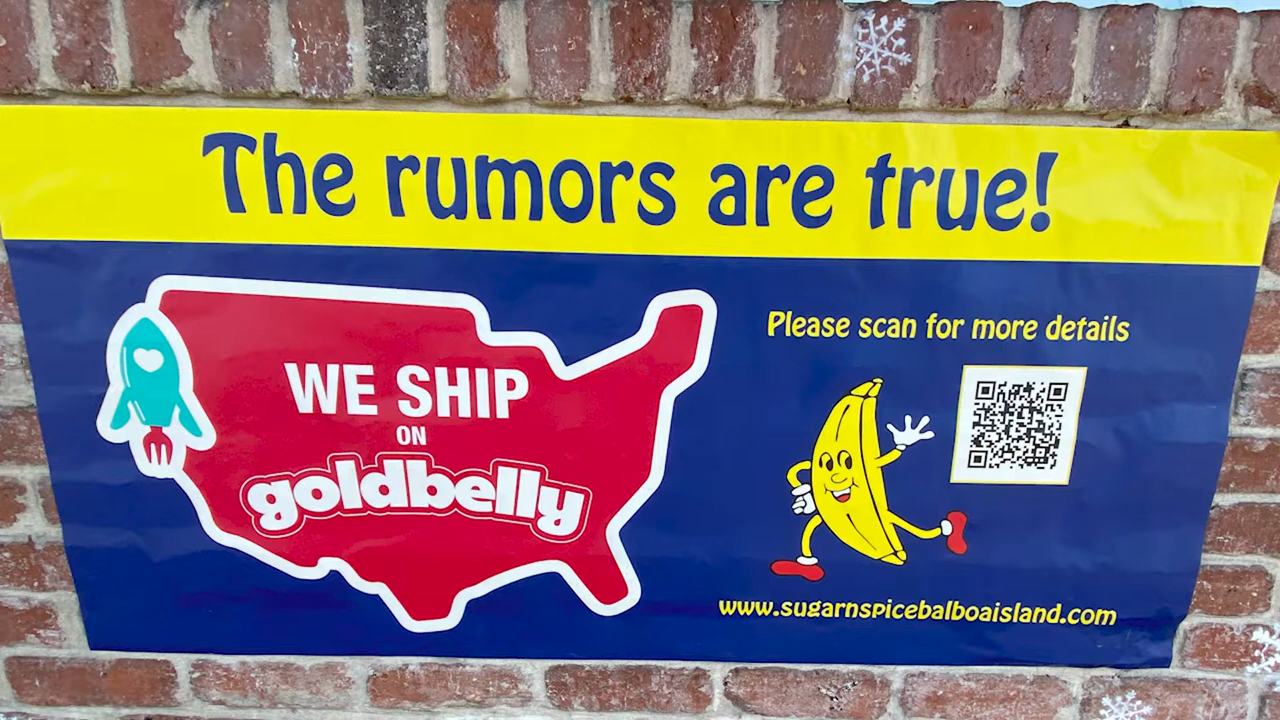 The rumors are true!
WE SHIP
ON
goldbelly
Please scan for more details
www.sugarnspicebalboaisland.com